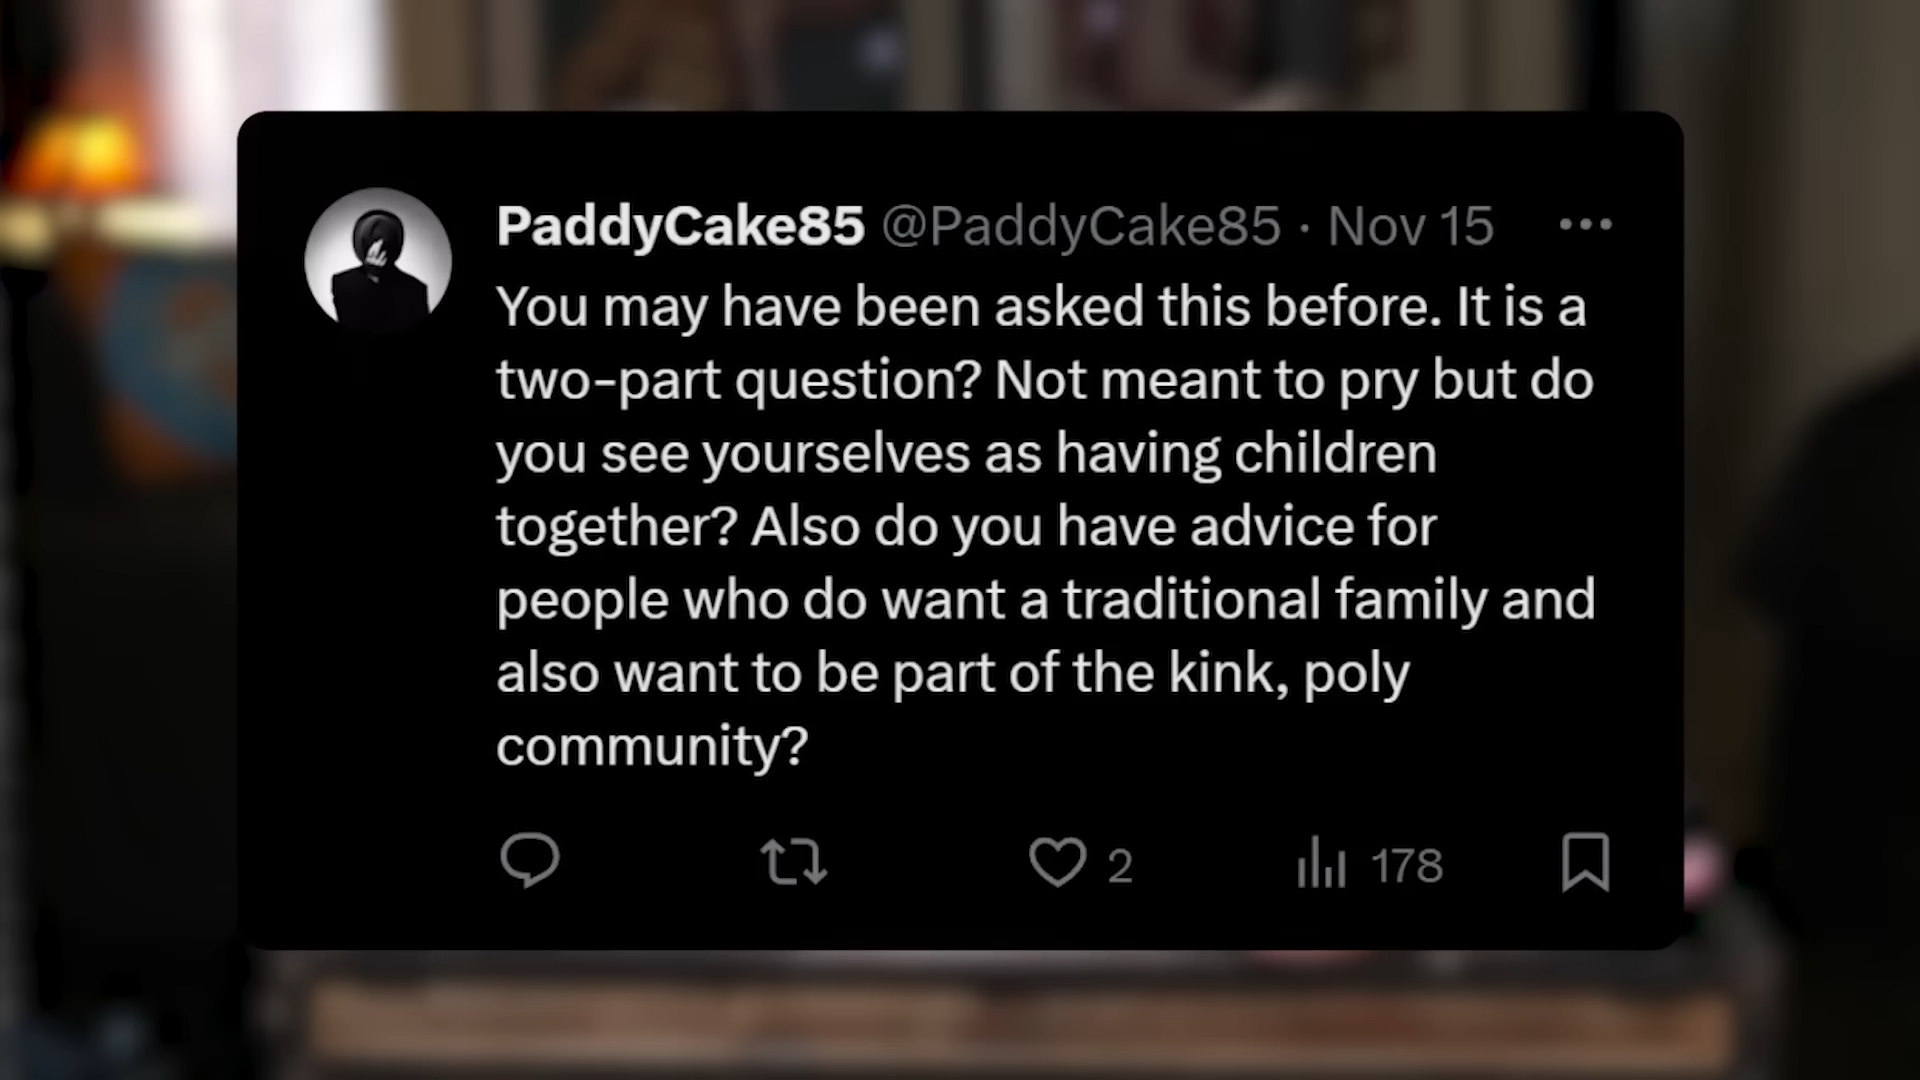 PaddyCake85 @PaddyCake85 · Nov 15
You may have been asked this before. It is a
two-part question? Not meant to pry but do
you see yourselves as having children
together? Also do you have advice for
people who do want a traditional family and
also want to be part of the kink, poly
community?
2 178